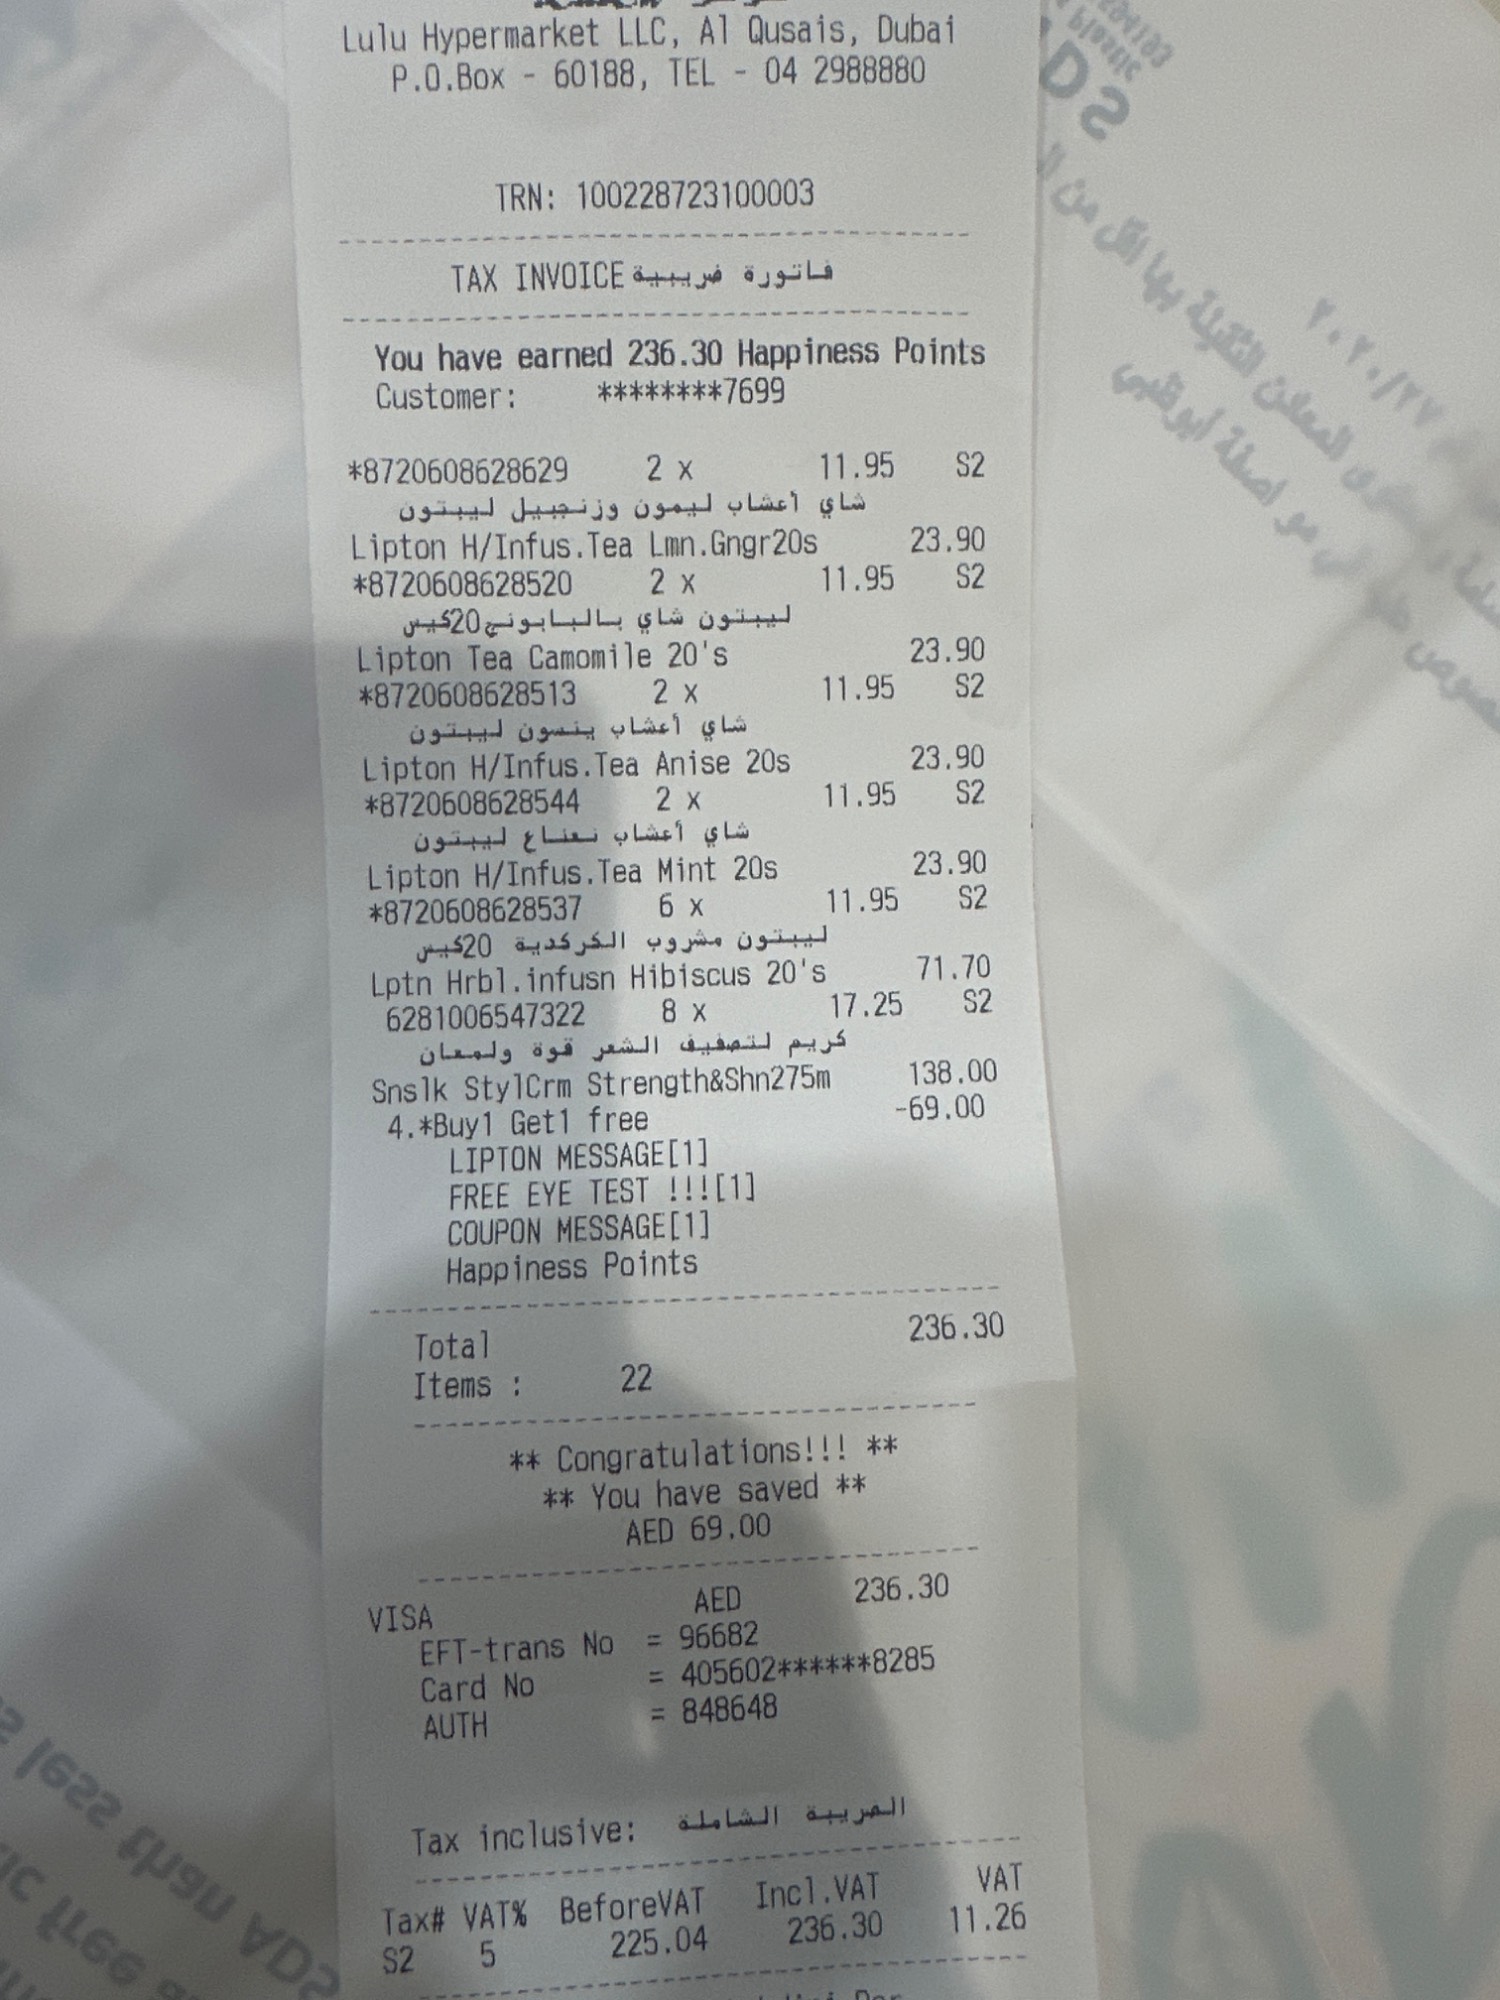 Lulu Hypermarket LLC, Al Qusais, Dubai
P.O.Box - 60188, TEL - 04 2988880
TRN: 100228723100003
TAX INVOICE فاتورة ضريبية
You have earned 236.30 Happiness Points
Customer: ********7699
*8720608628629 2 x 11.95 S2
شاي أعشاب ليمون وزنجبيل ليبتون
Lipton H/Infus.Tea Lmn.Gngr20s 23.90
*8720608628520 2 x 11.95 S2
ليبتون شاي بالبابونج20كيس
Lipton Tea Camomile 20's 23.90
*8720608628513 2 x 11.95 S2
شاي أعشاب ينسون ليبتون
Lipton H/Infus.Tea Anise 20s 23.90
*8720608628544 2 x 11.95 S2
شاي أعشاب نعناع ليبتون
Lipton H/Infus.Tea Mint 20s 23.90
*8720608628537 6 x 11.95 S2
ليبتون مشروب الكركدية 20كيس
Lptn Hrbl.infusn Hibiscus 20's 71.70
6281006547322 8 x 17.25 S2
كريم لتصفيف الشعر قوة ولمعان
Snslk StylCrm Strength&Shn275m 138.00
4.*Buy1 Get1 free -69.00
LIPTON MESSAGE[1]
FREE EYE TEST !!![1]
COUPON MESSAGE[1]
Happiness Points
Total 236.30
Items : 22
** Congratulations!!! **
** You have saved **
AED 69.00
VISA AED 236.30
EFT-trans No = 96682
Card No = 405602******8285
AUTH = 848648
Tax inclusive: الضريبة الشاملة
Tax# VAT% BeforeVAT Incl.VAT VAT
S2 5 225.04 236.30 11.26
less than
free